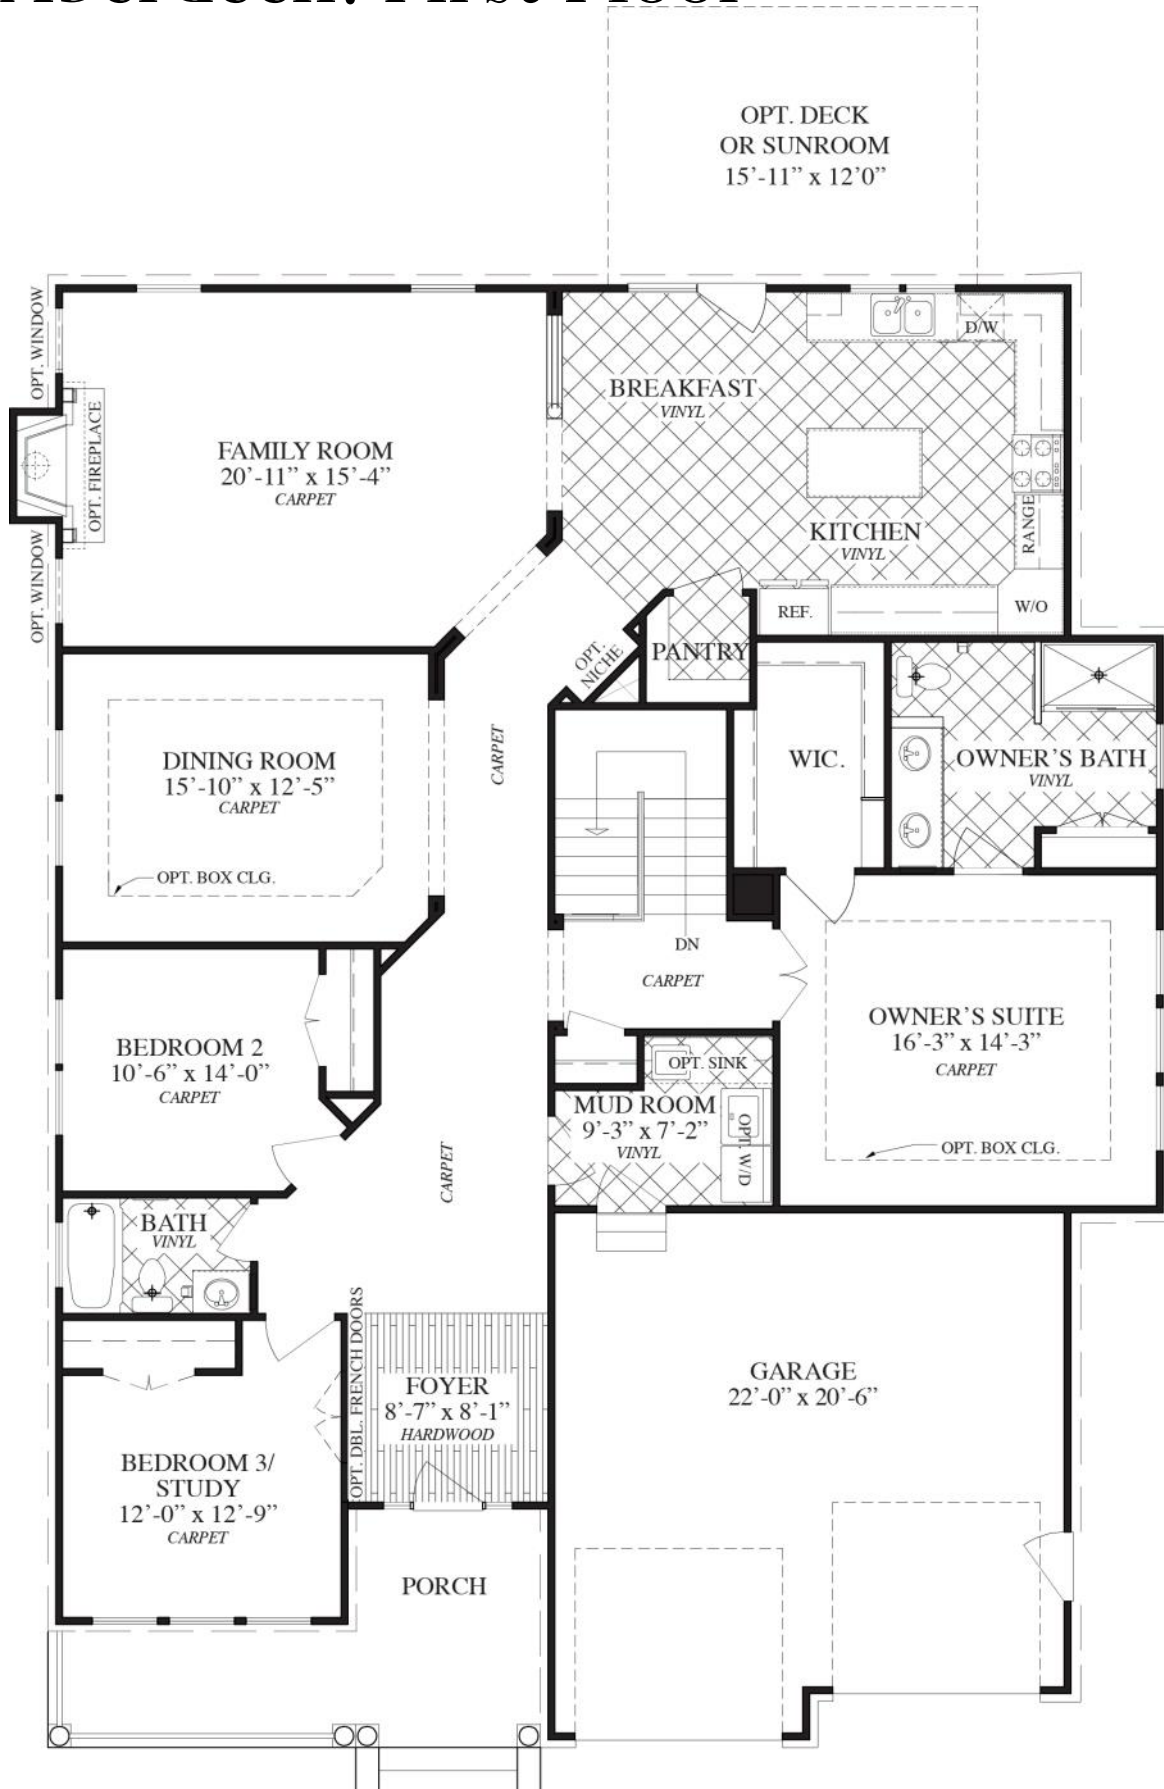 OPT. DECK
OR SUNROOM
15’-11” x 12’0”
OPT. WINDOW
D/W
BREAKFAST
VINYL
FAMILY ROOM
20’-11” x 15’-4”
CARPET
OPT. FIREPLACE
KITCHEN
VINYL
RANGE
OPT. WINDOW
REF.
W/O
OPT.
NICHE
PANTRY
DINING ROOM
15’-10” x 12’-5”
CARPET
OPT. BOX CLG.
CARPET
WIC.
OWNER’S BATH
VINYL
DN
CARPET
OWNER’S SUITE
16’-3” x 14’-3”
CARPET
OPT. BOX CLG.
BEDROOM 2
10’-6” x 14’-0”
CARPET
OPT. SINK
MUD ROOM
9’-3” x 7’-2”
VINYL
OPT. W/D
CARPET
BATH
VINYL
OPT. DBL. FRENCH DOORS
FOYER
8’-7” x 8’-1”
HARDWOOD
GARAGE
22’-0” x 20’-6”
BEDROOM 3/
STUDY
12’-0” x 12’-9”
CARPET
PORCH